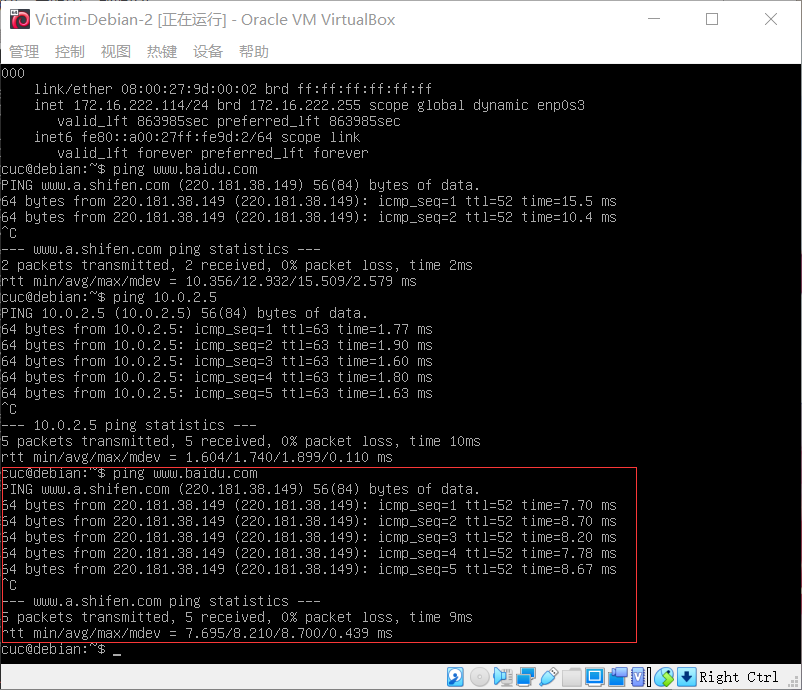 Victim-Debian-2 [正在运行] - Oracle VM VirtualBox
管理 控制 视图 热键 设备 帮助
000
    link/ether 08:00:27:9d:00:02 brd ff:ff:ff:ff:ff:ff
    inet 172.16.222.114/24 brd 172.16.222.255 scope global dynamic enp0s3
       valid_lft 863985sec preferred_lft 863985sec
    inet6 fe80::a00:27ff:fe9d:2/64 scope link
       valid_lft forever preferred_lft forever
cuc@debian:~$ ping www.baidu.com
PING www.a.shifen.com (220.181.38.149) 56(84) bytes of data.
64 bytes from 220.181.38.149 (220.181.38.149): icmp_seq=1 ttl=52 time=15.5 ms
64 bytes from 220.181.38.149 (220.181.38.149): icmp_seq=2 ttl=52 time=10.4 ms
^C
--- www.a.shifen.com ping statistics ---
2 packets transmitted, 2 received, 0% packet loss, time 2ms
rtt min/avg/max/mdev = 10.356/12.932/15.509/2.579 ms
cuc@debian:~$ ping 10.0.2.5
PING 10.0.2.5 (10.0.2.5) 56(84) bytes of data.
64 bytes from 10.0.2.5: icmp_seq=1 ttl=63 time=1.77 ms
64 bytes from 10.0.2.5: icmp_seq=2 ttl=63 time=1.90 ms
64 bytes from 10.0.2.5: icmp_seq=3 ttl=63 time=1.60 ms
64 bytes from 10.0.2.5: icmp_seq=4 ttl=63 time=1.80 ms
64 bytes from 10.0.2.5: icmp_seq=5 ttl=63 time=1.63 ms
^C
--- 10.0.2.5 ping statistics ---
5 packets transmitted, 5 received, 0% packet loss, time 10ms
rtt min/avg/max/mdev = 1.604/1.740/1.899/0.110 ms
cuc@debian:~$ ping www.baidu.com
PING www.a.shifen.com (220.181.38.149) 56(84) bytes of data.
64 bytes from 220.181.38.149 (220.181.38.149): icmp_seq=1 ttl=52 time=7.70 ms
64 bytes from 220.181.38.149 (220.181.38.149): icmp_seq=2 ttl=52 time=8.70 ms
64 bytes from 220.181.38.149 (220.181.38.149): icmp_seq=3 ttl=52 time=8.20 ms
64 bytes from 220.181.38.149 (220.181.38.149): icmp_seq=4 ttl=52 time=7.78 ms
64 bytes from 220.181.38.149 (220.181.38.149): icmp_seq=5 ttl=52 time=8.67 ms
^C
--- www.a.shifen.com ping statistics ---
5 packets transmitted, 5 received, 0% packet loss, time 9ms
rtt min/avg/max/mdev = 7.695/8.210/8.700/0.439 ms
cuc@debian:~$ _
Right Ctrl